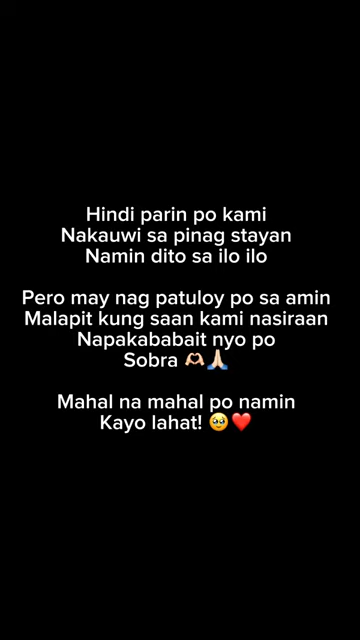 Hindi parin po kami
Nakauwi sa pinag stayan
Namin dito sa ilo ilo
Pero may nag patuloy po sa amin
Malapit kung saan kami nasiraan
Napakababait nyo po
Sobra 🫶🏻🙏🏻
Mahal na mahal po namin
Kayo lahat! 🥹❤️